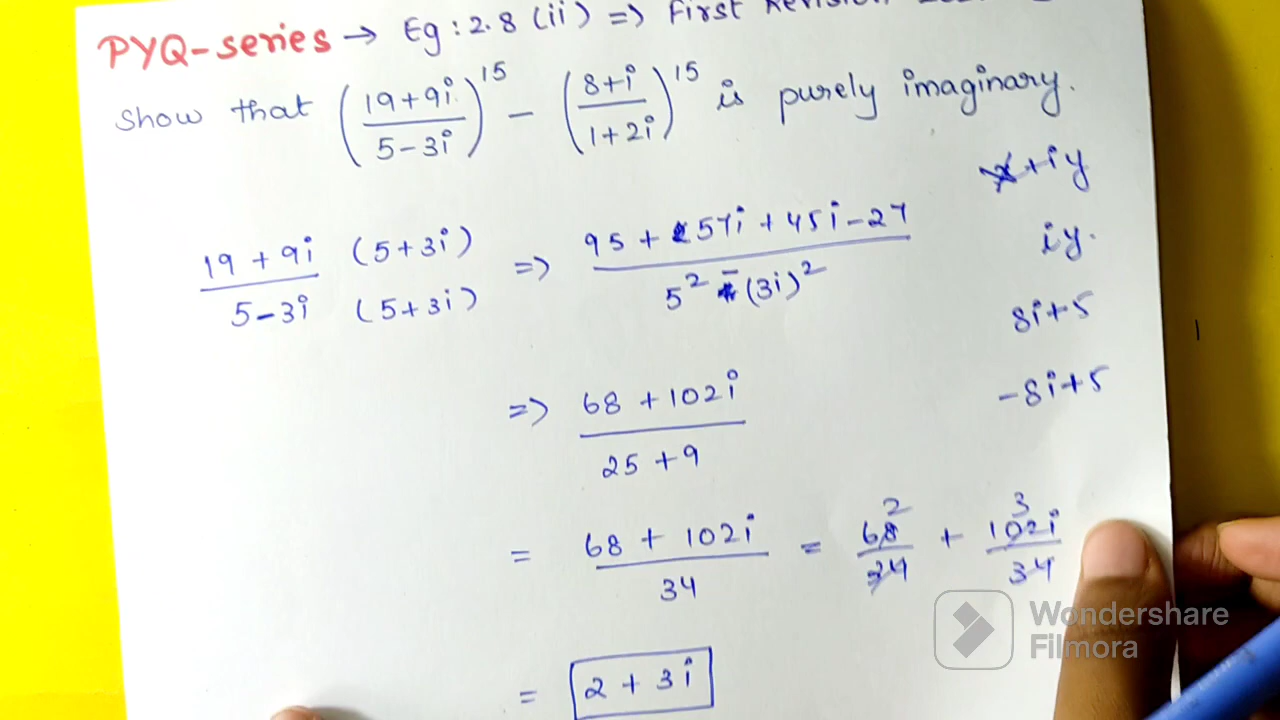 PYQ-series → Eg: 2.8 (ii) => First Revision
Show that ((19+9i)/(5-3i))^15 - ((8+i)/(1+2i))^15 is purely imaginary.
x+iy
iy.
(19+9i)/(5-3i) (5+3i)/(5+3i) => (95+57i+45i-27)/(5^2-(3i)^2)
8i+5
-8i+5
=> (68+102i)/(25+9)
= (68+102i)/34 = 68/34 2 + 102i/34 3
= 2+3i
Wondershare
Filmora